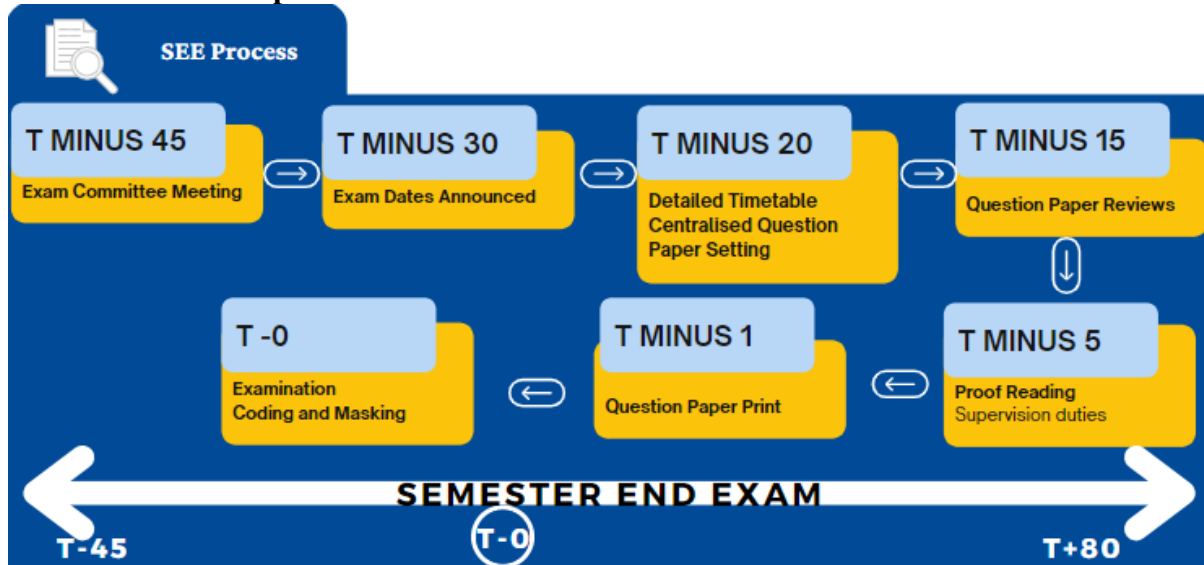 SEE Process
T MINUS 45
Exam Committee Meeting
T MINUS 30
Exam Dates Announced
T MINUS 20
Detailed Timetable
Centralised Question
Paper Setting
T MINUS 15
Question Paper Reviews
T MINUS 5
Proof Reading
Supervision duties
T MINUS 1
Question Paper Print
T -0
Examination
Coding and Masking
SEMESTER END EXAM
T-45
T-0
T+80